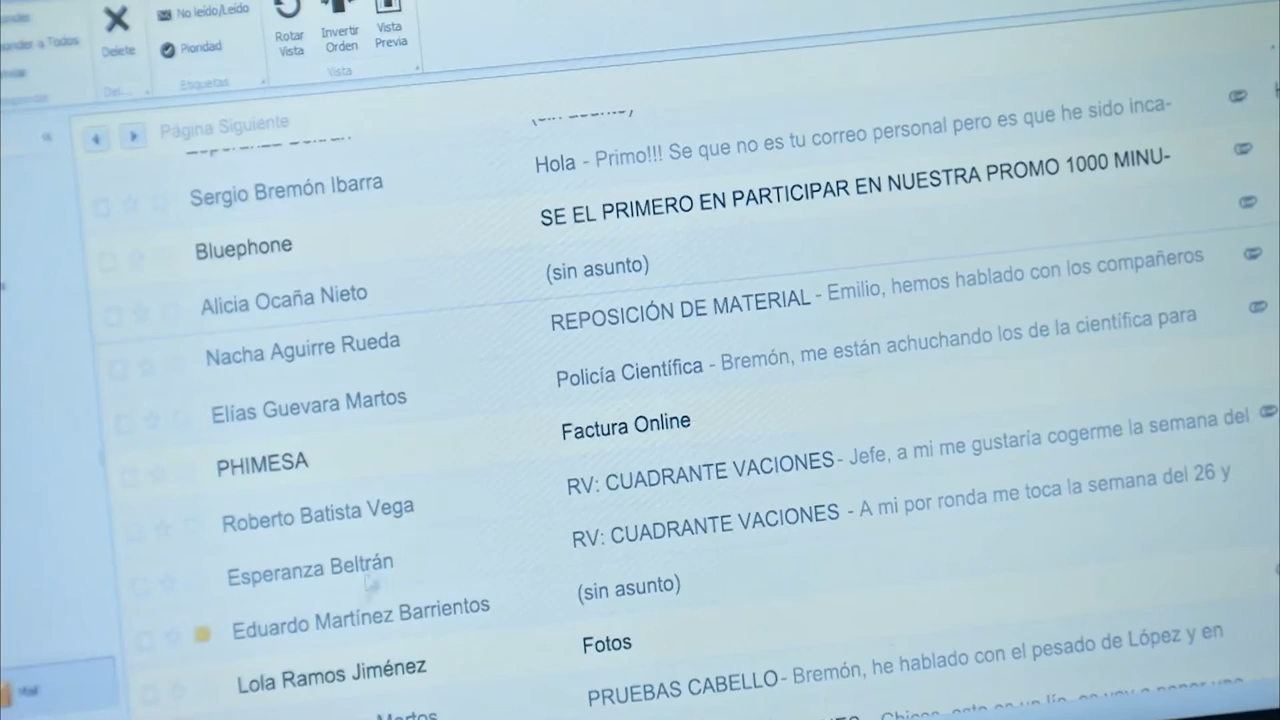 onder a Todos
Delete
No leído/Leído
Prioridad
Etiquetas
Rotar Vista
Invertir Orden
Vista Previa
Vista
Página Siguiente
(sin asunto)
Sergio Bremón Ibarra Hola - Primo!!! Se que no es tu correo personal pero es que he sido inca-
Bluephone SE EL PRIMERO EN PARTICIPAR EN NUESTRA PROMO 1000 MINU-
Alicia Ocaña Nieto (sin asunto)
Nacha Aguirre Rueda REPOSICIÓN DE MATERIAL - Emilio, hemos hablado con los compañeros
Elías Guevara Martos Policía Científica - Bremón, me están achuchando los de la científica para
PHIMESA Factura Online
Roberto Batista Vega RV: CUADRANTE VACIONES - Jefe, a mi me gustaría cogerme la semana del
Esperanza Beltrán RV: CUADRANTE VACIONES - A mi por ronda me toca la semana del 26 y
Eduardo Martínez Barrientos (sin asunto)
Lola Ramos Jiménez Fotos
Martos PRUEBAS CABELLO - Bremón, he hablado con el pesado de López y en